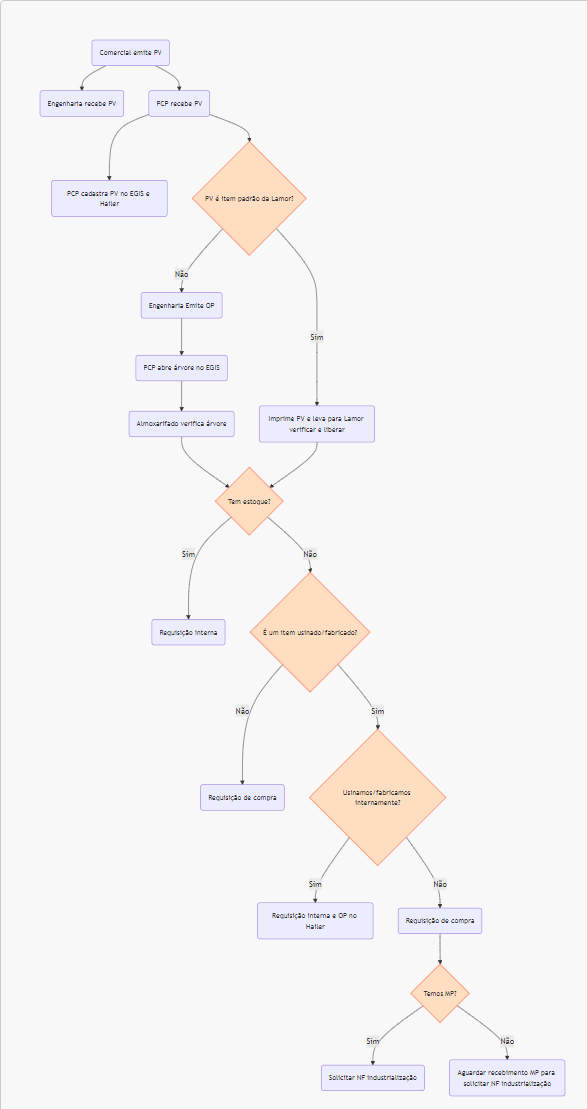 Comercial emite PV
Engenharia recebe PV
PCP recebe PV
PCP cadastra PV no EGIS e
Hailer
PV é item padrão da Lamor?
Não
Engenharia Emite OP
Sim
PCP abre árvore no EGIS
Almoxarifado verifica árvore
Imprime PV e leva para Lamor
verificar e liberar
Tem estoque?
Sim
Não
Requisição interna
É um item usinado/fabricado?
Não
Sim
Requisição de compra
Usinamos/fabricamos
internamente?
Sim
Não
Requisição interna e OP no
Hailer
Requisição de compra
Temos MP?
Sim
Não
Solicitar NF industrialização
Aguardar recebimento MP para
solicitar NF industrialização